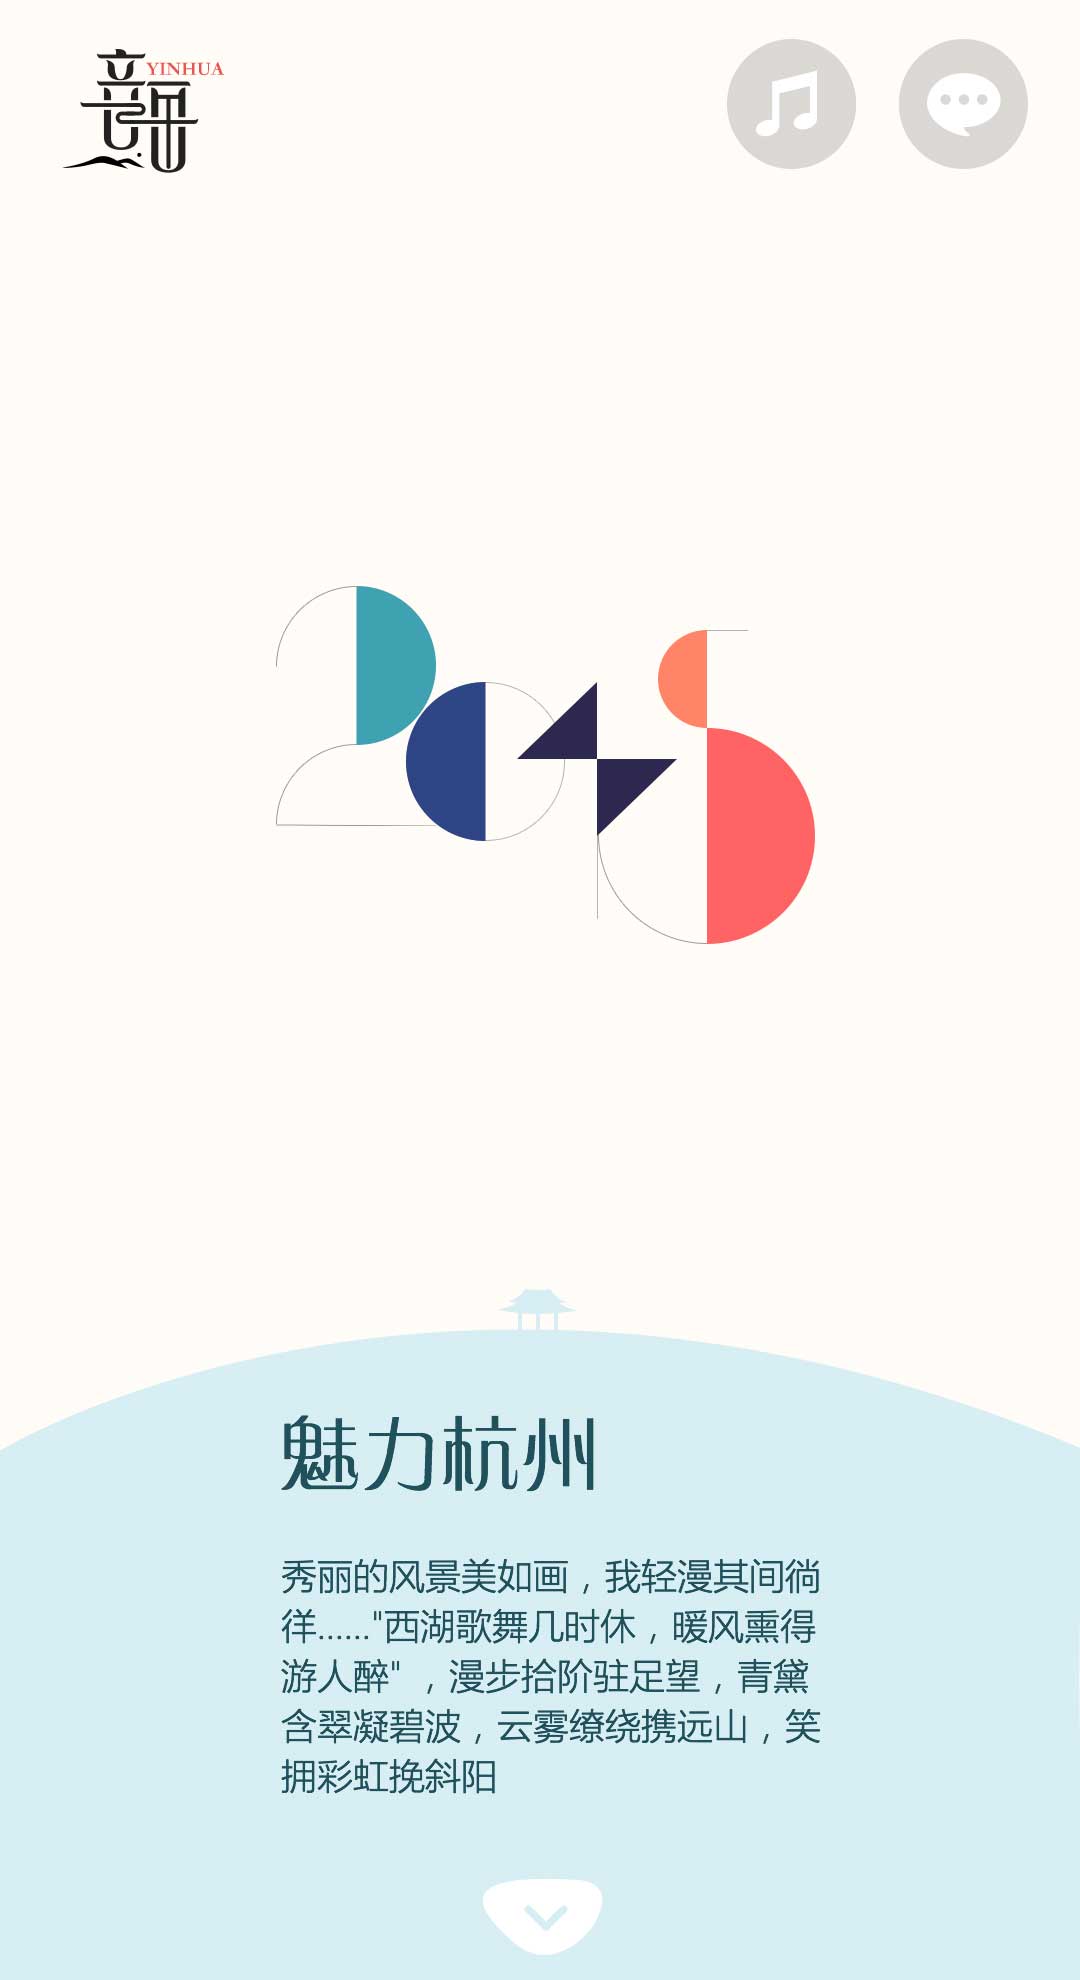 YINHUA
2015
魅力杭州
秀丽的风景美如画，我轻漫其间徜
徉......"西湖歌舞几时休，暖风熏得
游人醉" ，漫步拾阶驻足望，青黛
含翠凝碧波，云雾缭绕携远山，笑
拥彩虹挽斜阳